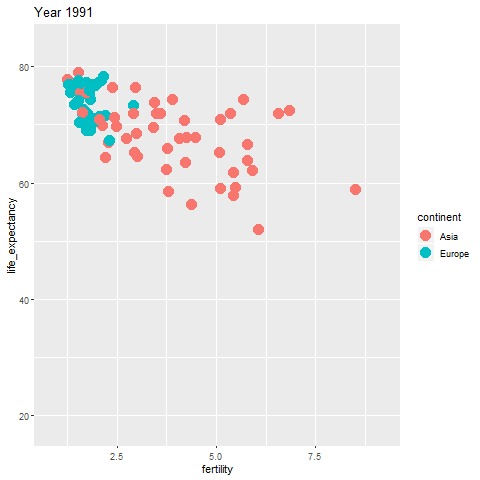 Year 1991
80
60
40
20
life_expectancy
2.5
5.0
7.5
fertility
continent
Asia
Europe